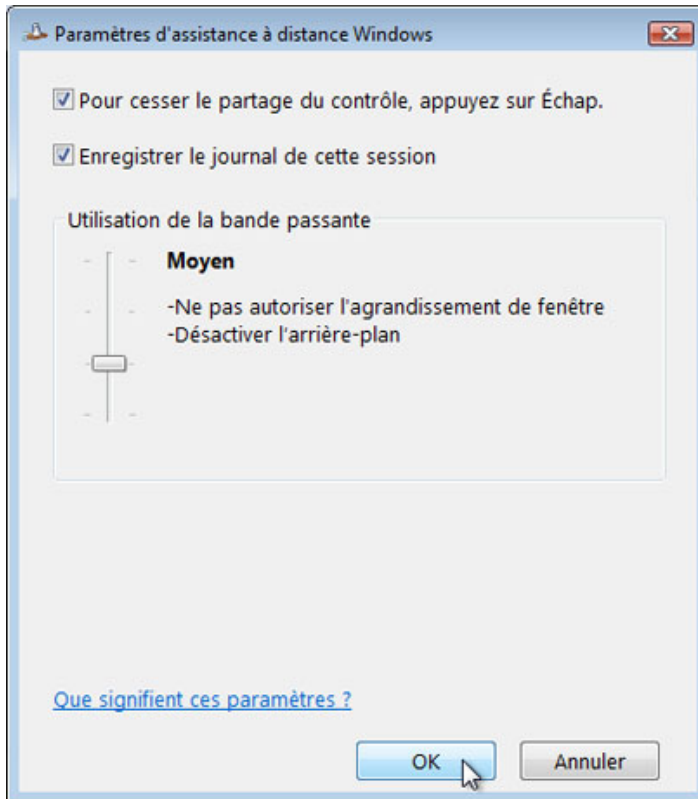 Paramètres d'assistance à distance Windows
Pour cesser le partage du contrôle, appuyez sur Échap.
Enregistrer le journal de cette session
Utilisation de la bande passante
Moyen
-Ne pas autoriser l'agrandissement de fenêtre
-Désactiver l'arrière-plan
Que signifient ces paramètres ?
OK
Annuler